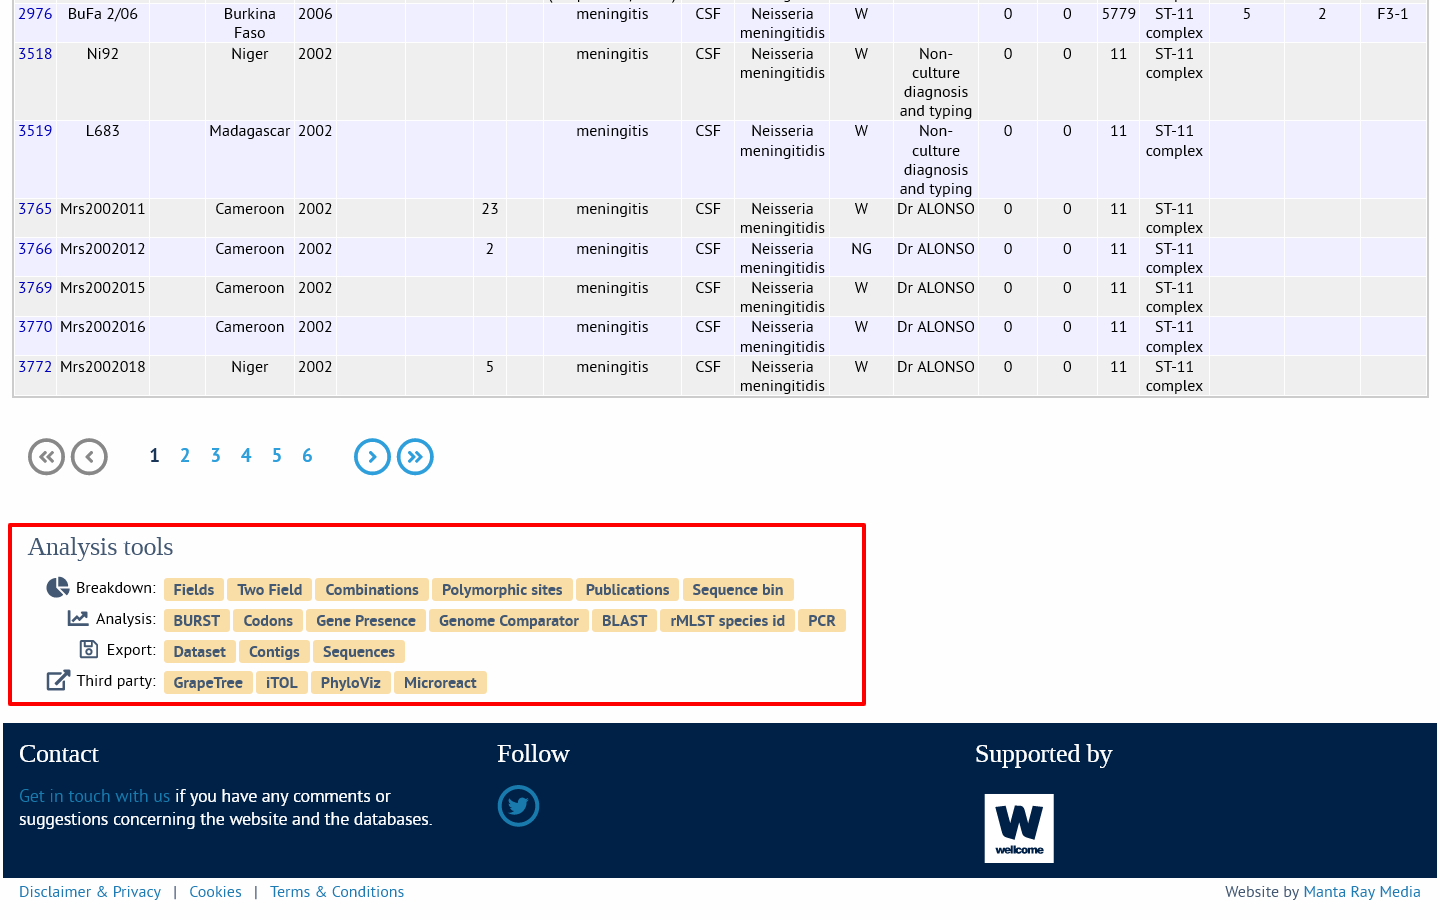 2976 BuFa 2/06 Burkina Faso 2006 meningitis CSF Neisseria meningitidis W 0 0 5779 ST-11 complex 5 2 F3-1
3518 Ni92 Niger 2002 meningitis CSF Neisseria meningitidis W Non-culture diagnosis and typing 0 0 11 ST-11 complex
3519 L683 Madagascar 2002 meningitis CSF Neisseria meningitidis W Non-culture diagnosis and typing 0 0 11 ST-11 complex
3765 Mrs2002011 Cameroon 2002 23 meningitis CSF Neisseria meningitidis W Dr ALONSO 0 0 11 ST-11 complex
3766 Mrs2002012 Cameroon 2002 2 meningitis CSF Neisseria meningitidis NG Dr ALONSO 0 0 11 ST-11 complex
3769 Mrs2002015 Cameroon 2002 meningitis CSF Neisseria meningitidis W Dr ALONSO 0 0 11 ST-11 complex
3770 Mrs2002016 Cameroon 2002 meningitis CSF Neisseria meningitidis W Dr ALONSO 0 0 11 ST-11 complex
3772 Mrs2002018 Niger 2002 5 meningitis CSF Neisseria meningitidis W Dr ALONSO 0 0 11 ST-11 complex
1 2 3 4 5 6
Analysis tools
Breakdown: Fields Two Field Combinations Polymorphic sites Publications Sequence bin
Analysis: BURST Codons Gene Presence Genome Comparator BLAST rMLST species id PCR
Export: Dataset Contigs Sequences
Third party: GrapeTree iTOL PhyloViz Microreact
Contact
Get in touch with us if you have any comments or
suggestions concerning the website and the databases.
Follow
Supported by
W
wellcome
Disclaimer & Privacy | Cookies | Terms & Conditions
Website by Manta Ray Media